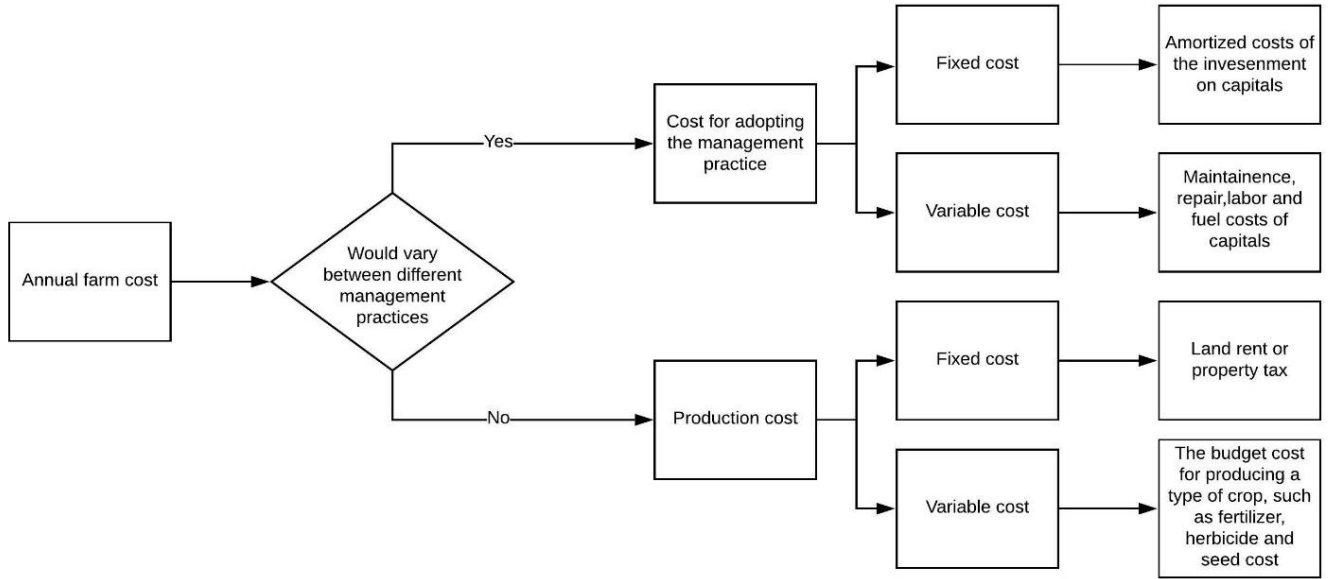 Annual farm cost
Would vary
between different
management
practices
Yes
No
Cost for adopting
the management
practice
Production cost
Fixed cost
Amortized costs of
the invesenment
on capitals
Variable cost
Maintainence,
repair,labor and
fuel costs of
capitals
Fixed cost
Land rent or
property tax
Variable cost
The budget cost
for producing a
type of crop, such
as fertilizer,
herbicide and
seed cost